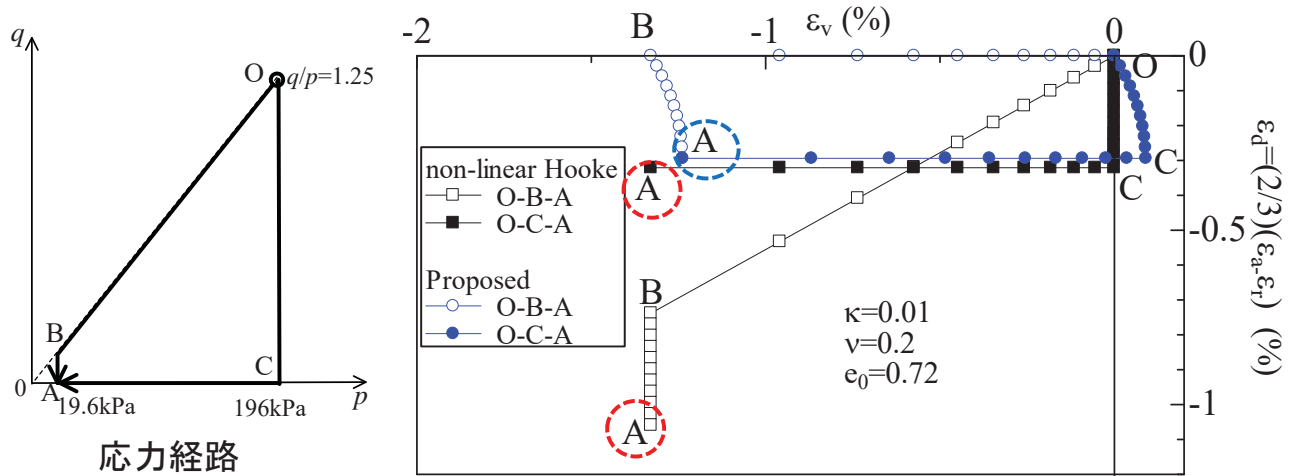 q
O
q/p=1.25
B
C
0
A
19.6kPa
196kPa
p
応力経路
B
εv (%)
-2
-1
0
0
O
A
C
C
non-linear Hooke
O-B-A
O-C-A
A
Proposed
O-B-A
O-C-A
B
A
κ=0.01
ν=0.2
e0=0.72
-0.5
-1
εd=(2/3)(εa-εr) (%)